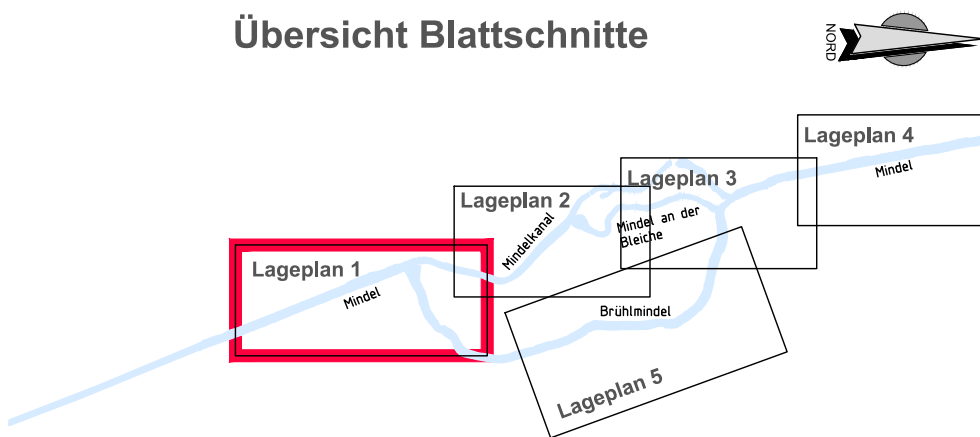 Übersicht Blattschnitte
NORD
Lageplan 4
Mindel
Lageplan 3
Lageplan 2
Mindel an der
Bleiche
Mindelkanal
Lageplan 1
Mindel
Brühlmindel
Lageplan 5